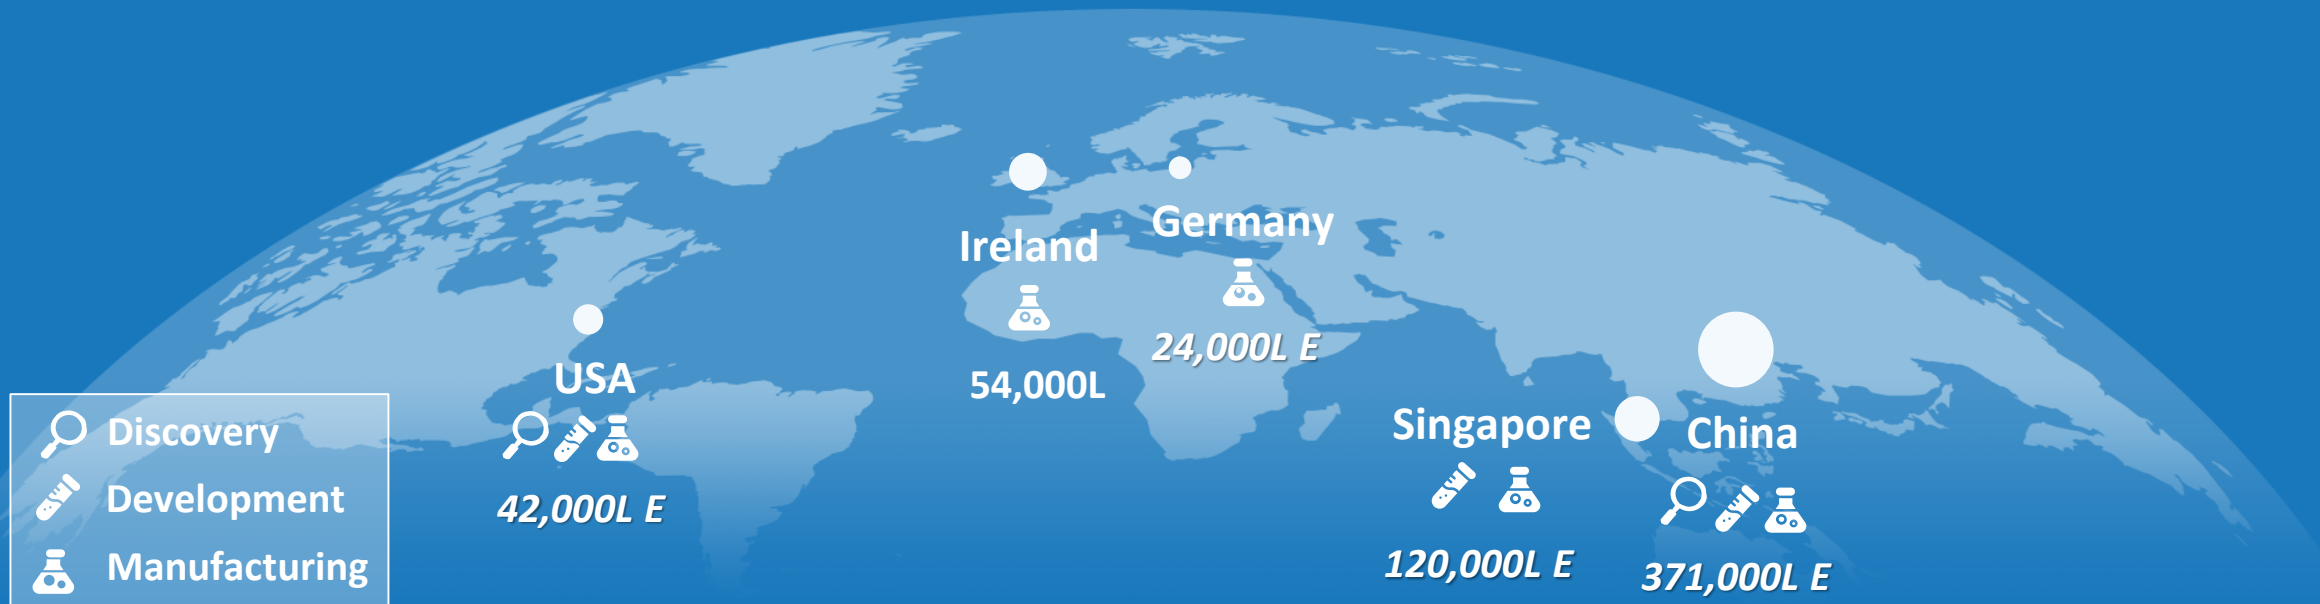 Germany
Ireland
24,000L E
USA
54,000L
Singapore
China
Discovery
Development
42,000L E
Manufacturing
120,000L E
371,000L E